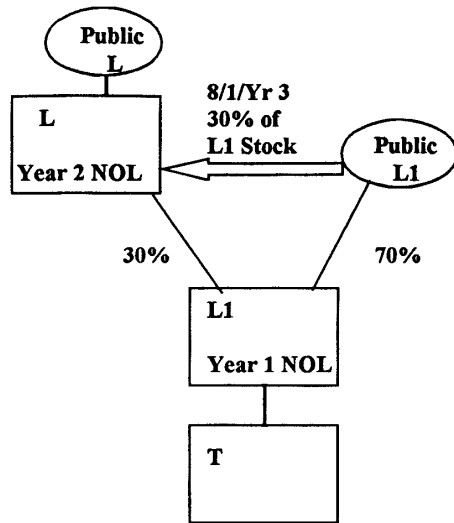 Public
L
8/1/Yr 3
30% of
L1 Stock
L
Year 2 NOL
Public
L1
30%
70%
L1
Year 1 NOL
T